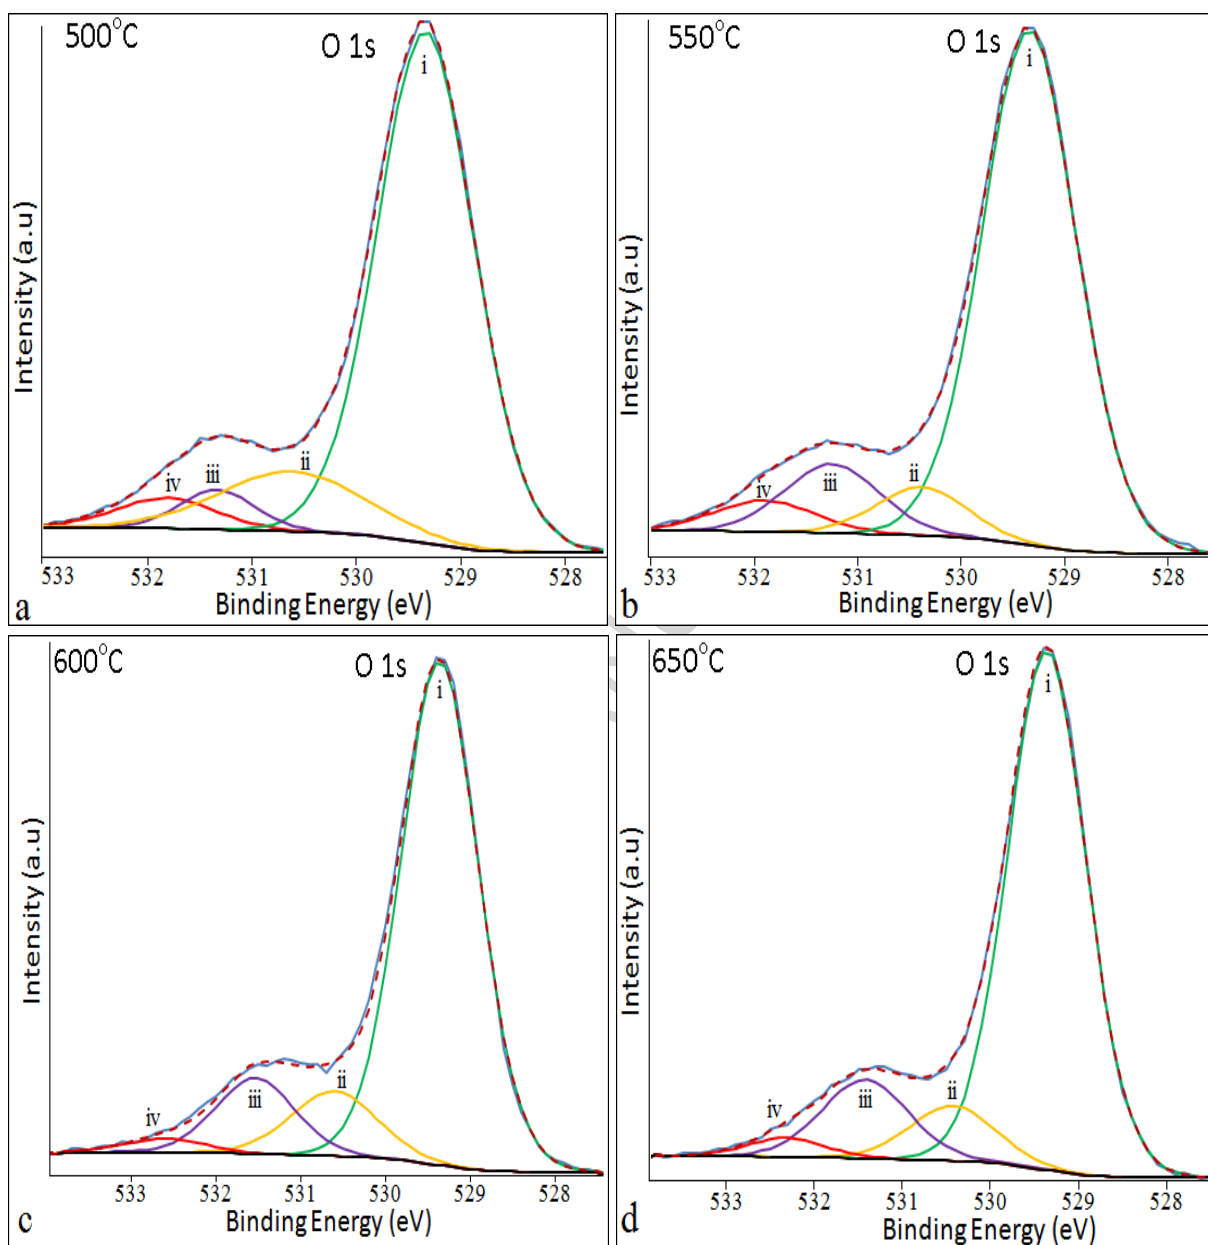 500°C
O 1s
i
ii
iii
iv
Intensity (a.u)
533 532 531 530 529 528
Binding Energy (eV)
a
550°C
O 1s
i
ii
iii
iv
Intensity (a.u)
533 532 531 530 529 528
Binding Energy (eV)
b
600°C
O 1s
i
ii
iii
iv
Intensity (a.u)
533 532 531 530 529 528
Binding Energy (eV)
c
650°C
O 1s
i
ii
iii
iv
Intensity (a.u)
533 532 531 530 529 528
Binding Energy (eV)
d